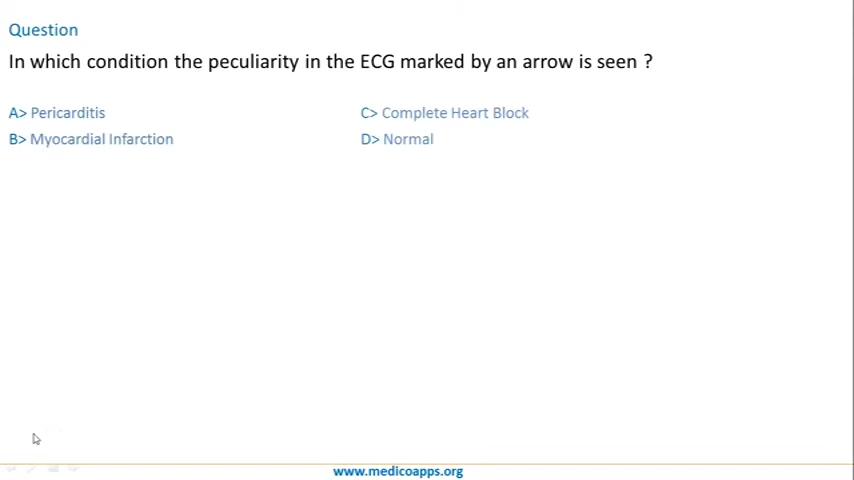 Question
In which condition the peculiarity in the ECG marked by an arrow is seen ?
A> Pericarditis
C> Complete Heart Block
B> Myocardial Infarction
D> Normal
www.medicoapps.org